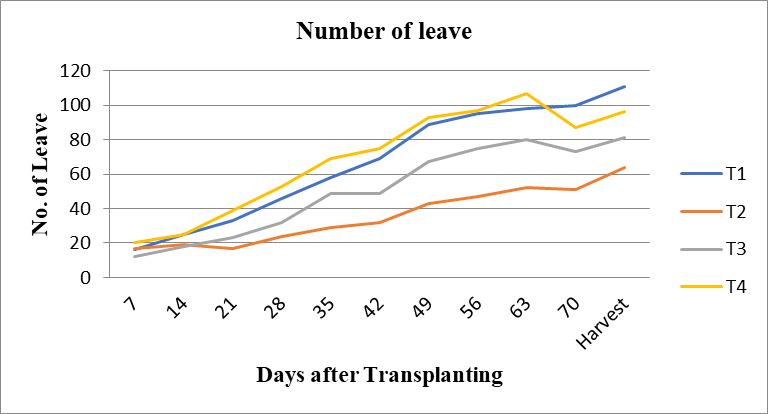 Number of leave
120
100
80
60
40
20
0
No. of Leave
7 14 21 28 35 42 49 56 63 70 Harvest
Days after Transplanting
T1
T2
T3
T4